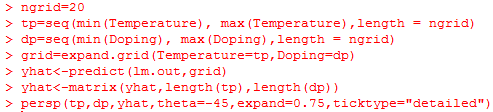 > ngrid=20
> tp=seq(min(Temperature), max(Temperature),length = ngrid)
> dp=seq(min(Doping), max(Doping),length = ngrid)
> grid=expand.grid(Temperature=tp,Doping=dp)
> yhat<-predict(lm.out,grid)
> yhat<-matrix(yhat,length(tp),length(dp))
> persp(tp,dp,yhat,theta=-45,expand=0.75,ticktype="detailed")